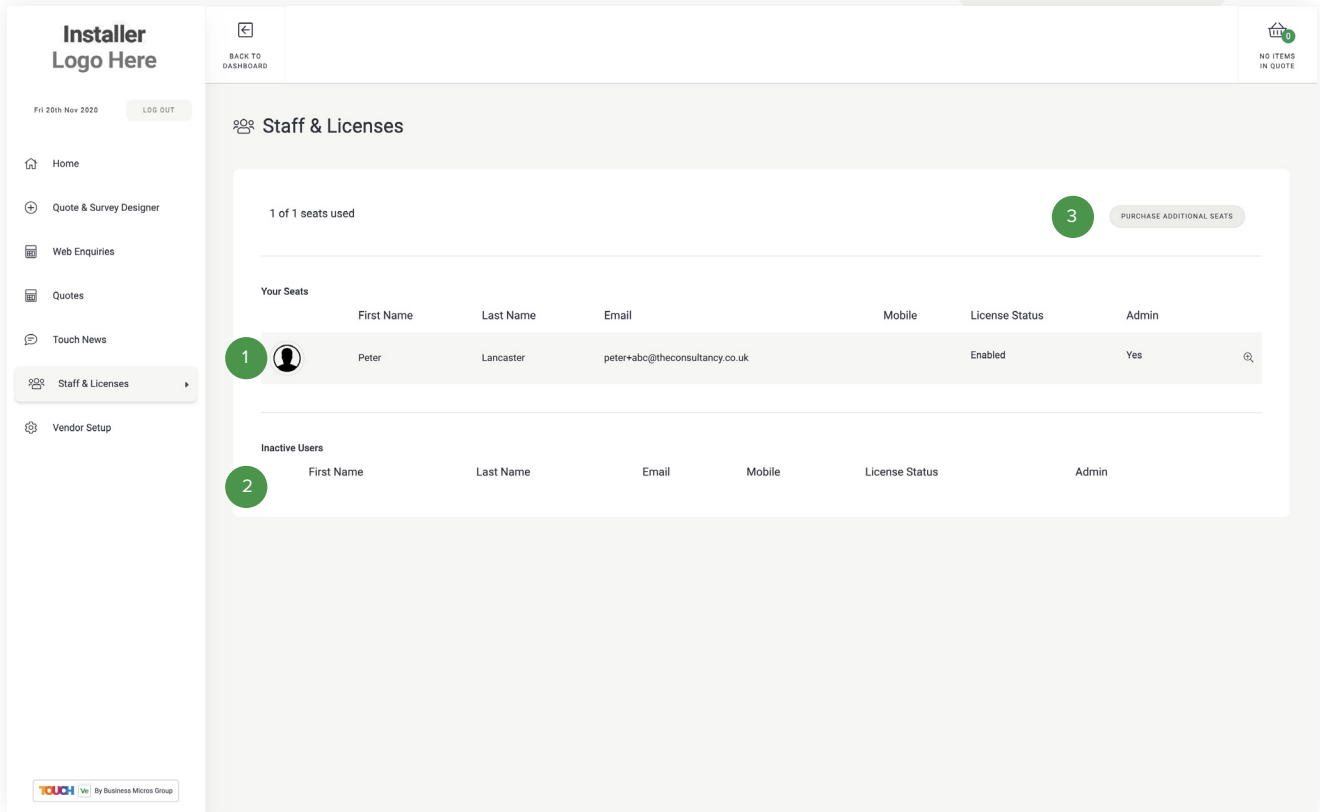 Installer
Logo Here
Fri 20th Nov 2020
LOG OUT
Home
Quote & Survey Designer
Web Enquiries
Quotes
Touch News
Staff & Licenses
Vendor Setup
TOUCH Ve By Business Micros Group
BACK TO
DASHBOARD
0
NO ITEMS
IN QUOTE
Staff & Licenses
1 of 1 seats used
3
PURCHASE ADDITIONAL SEATS
Your Seats
First Name Last Name Email Mobile License Status Admin
1 Peter Lancaster peter+abc@theconsultancy.co.uk Enabled Yes
Inactive Users
First Name Last Name Email Mobile License Status Admin
2